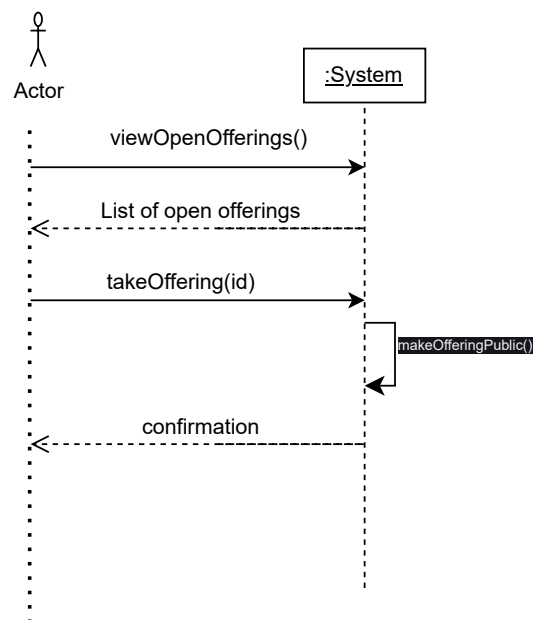 Actor
:System
viewOpenOfferings()
List of open offerings
takeOffering(id)
makeOfferingPublic()
confirmation